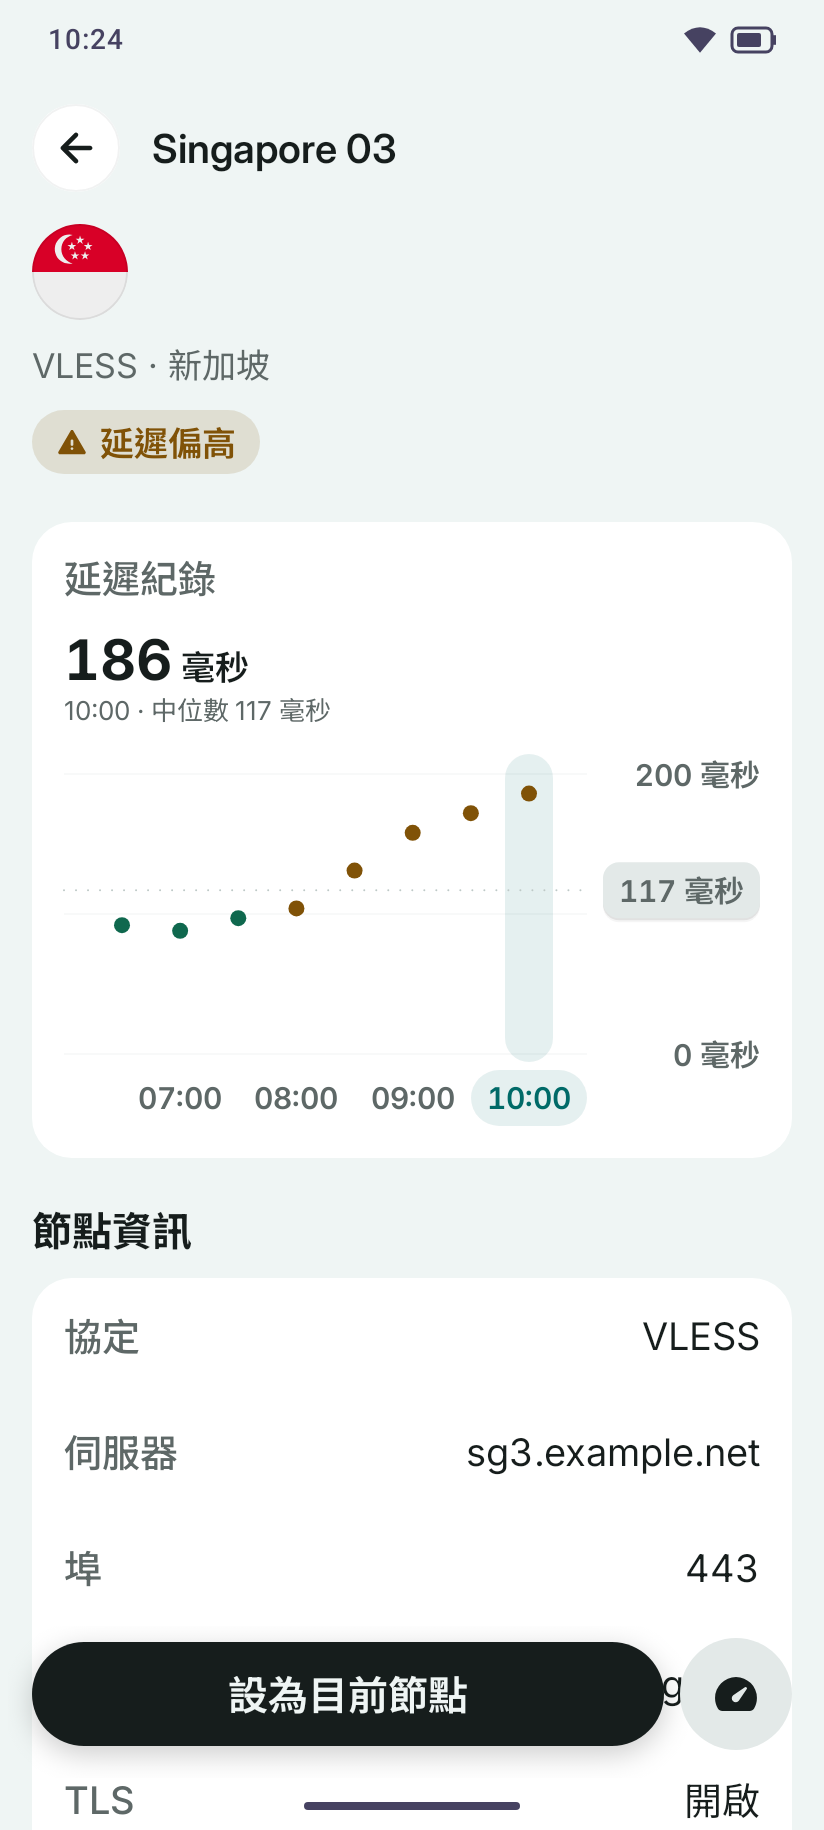 10:24
Singapore 03
VLESS · 新加坡
延遲偏高
延遲紀錄
186 毫秒
10:00 · 中位數 117 毫秒
200 毫秒
117 毫秒
0 毫秒
07:00 08:00 09:00 10:00
節點資訊
協定 VLESS
伺服器 sg3.example.net
埠 443
設為目前節點
TLS 開啟